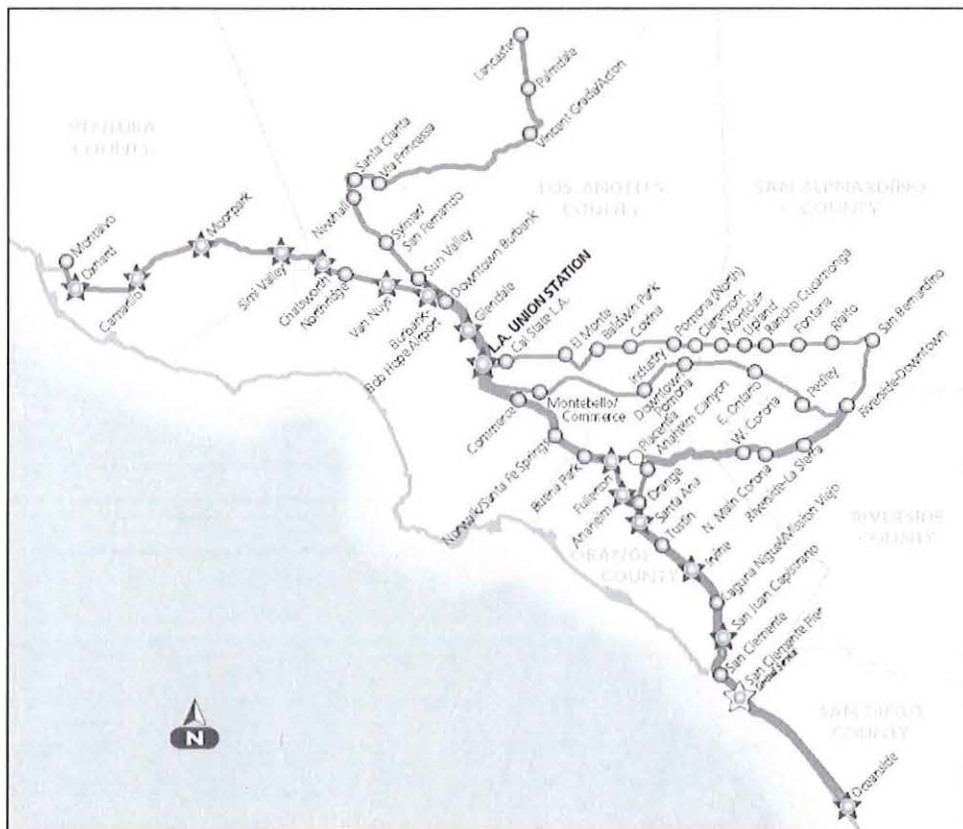 Lancaster
Palmdale
Vincent Grade/Acton
VENTURA
COUNTY
Santa Clarita
Via Princessa
LOS ANGELES
COUNTY
SAN BERNARDINO
COUNTY
Newhall
Sylmar/
San Fernando
Moorpark
Montalvo
Oxnard
Camarillo
Simi Valley
Chatsworth
Northridge
Van Nuys
Sun Valley
Downtown Burbank
Burbank-
Bob Hope Airport
Glendale
L.A. UNION STATION
Cal State L.A.
El Monte
Baldwin Park
Covina
Pomona (North)
Claremont
Montclair
Upland
Rancho Cucamonga
Fontana
Rialto
San Bernardino
Commerce
Montebello/
Commerce
Industry
Downtown
Pomona
E. Ontario
Pedley
Riverside-Downtown
Norwalk/Santa Fe Springs
Buena Park
Fullerton
Placentia
Anaheim Canyon
W. Corona
N. Main Corona
Riverside-La Sierra
Anaheim
Orange
Santa Ana
Tustin
ORANGE
COUNTY
RIVERSIDE
COUNTY
Irvine
Laguna Niguel/Mission Viejo
San Juan Capistrano
San Clemente
San Clemente Pier
SAN DIEGO
COUNTY
Oceanside
N